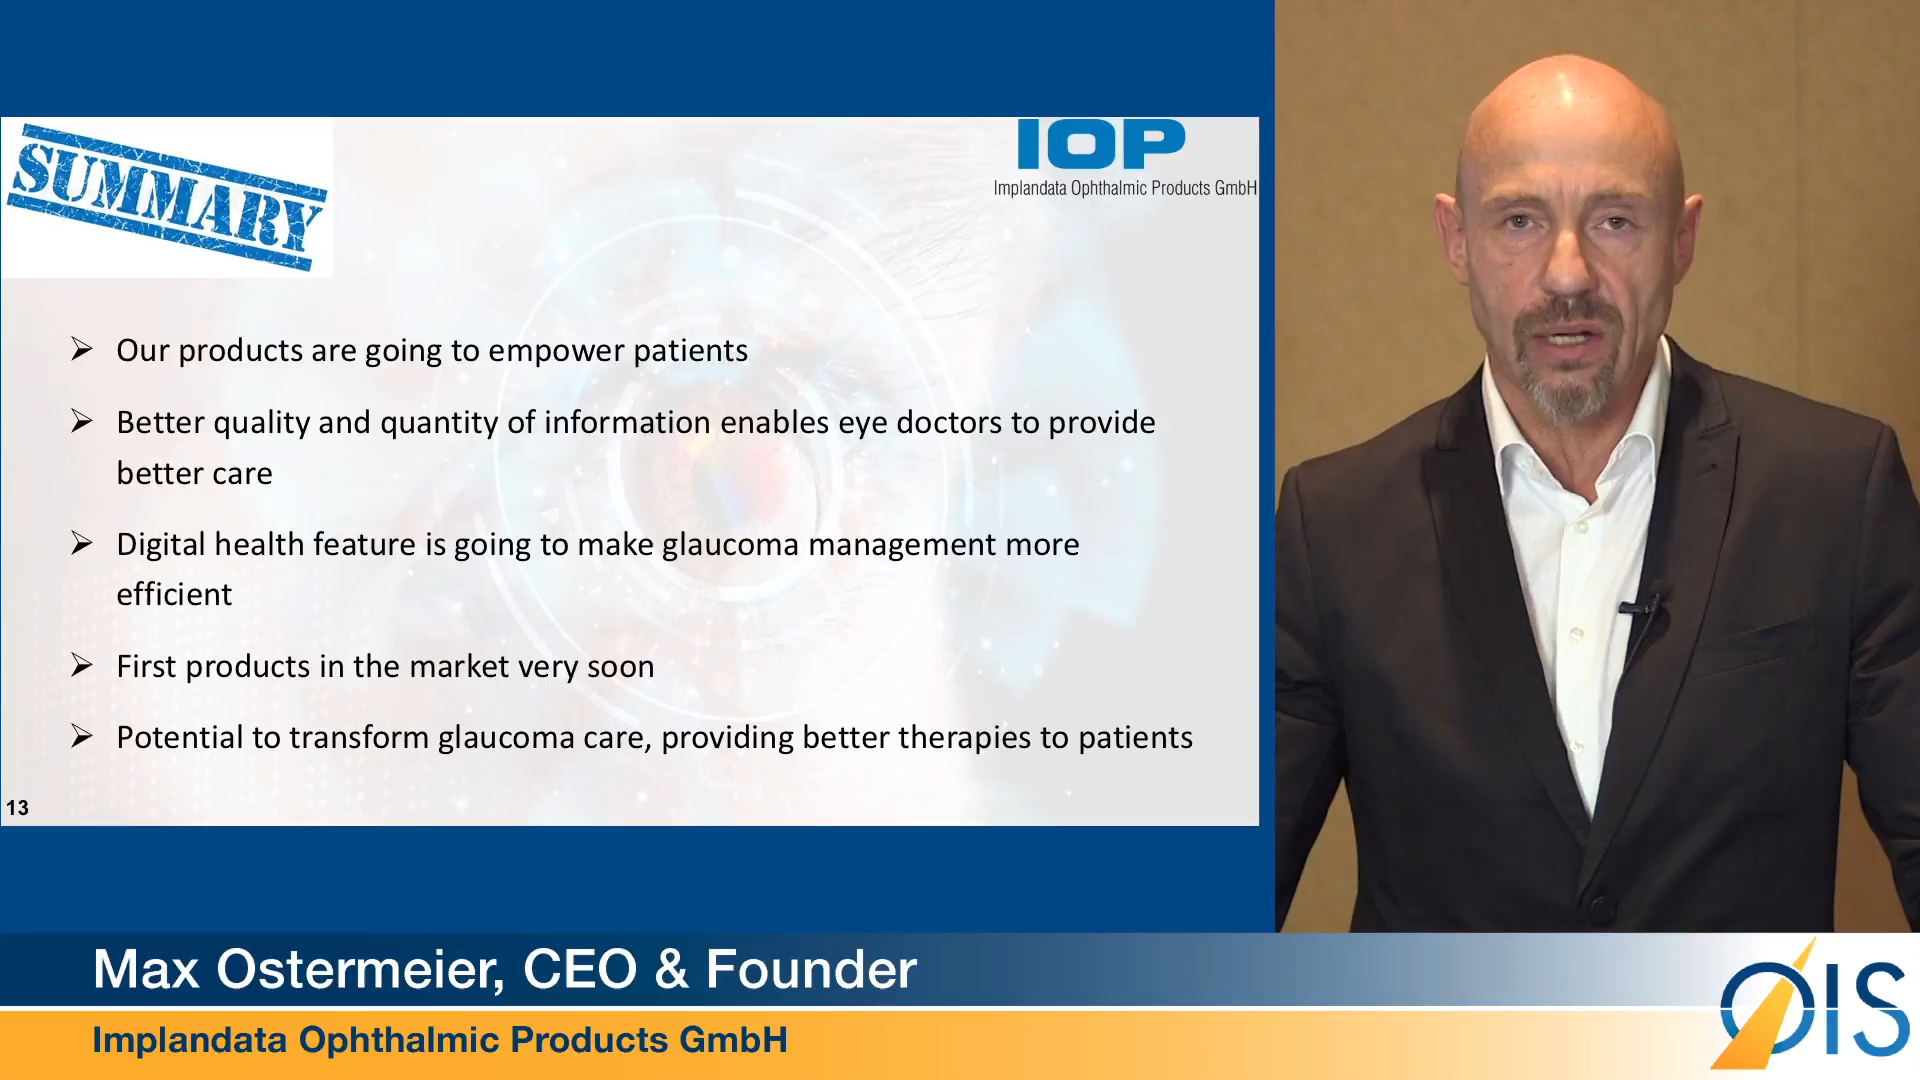 SUMMARY
IOP
Implandata Ophthalmic Products GmbH
➢ Our products are going to empower patients
➢ Better quality and quantity of information enables eye doctors to provide
better care
➢ Digital health feature is going to make glaucoma management more
efficient
➢ First products in the market very soon
➢ Potential to transform glaucoma care, providing better therapies to patients
13
Max Ostermeier, CEO & Founder
Implandata Ophthalmic Products GmbH
OIS